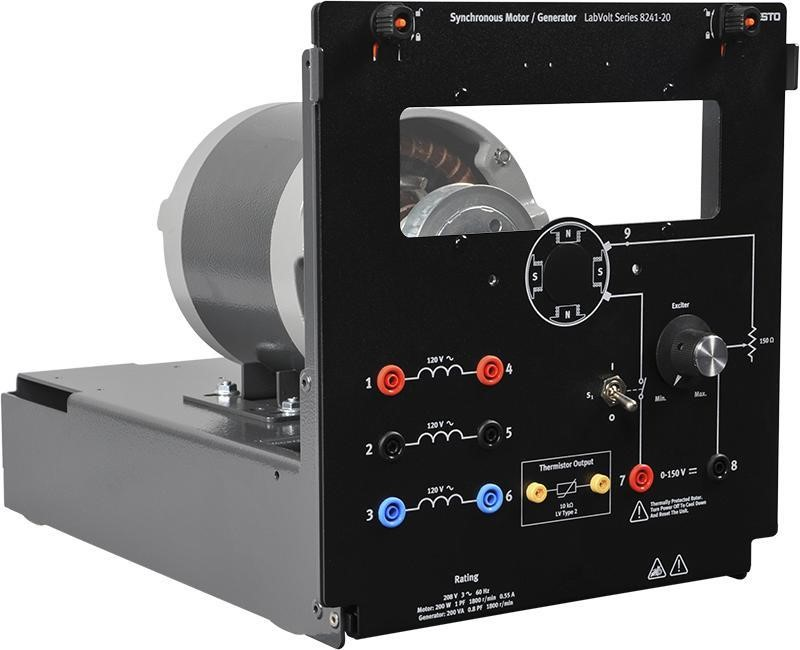 Synchronous Motor / Generator LabVolt Series 8241-20
STO
N
S
S
N
9
Exciter
150 Ω
Min.
Max.
I
S₁
O
1
120 V ∿
4
2
120 V ∿
5
3
120 V ∿
6
Thermistor Output
10 kΩ
LV Type 2
7
0-150 V ⎓
8
Thermally Protected Rotor.
Turn Power Off To Cool Down
And Reset The Unit.
Rating
208 V 3 ∿ 60 Hz
Motor: 200 W 1 PF 1800 r/min 0.55 A
Generator: 200 VA 0.8 PF 1800 r/min